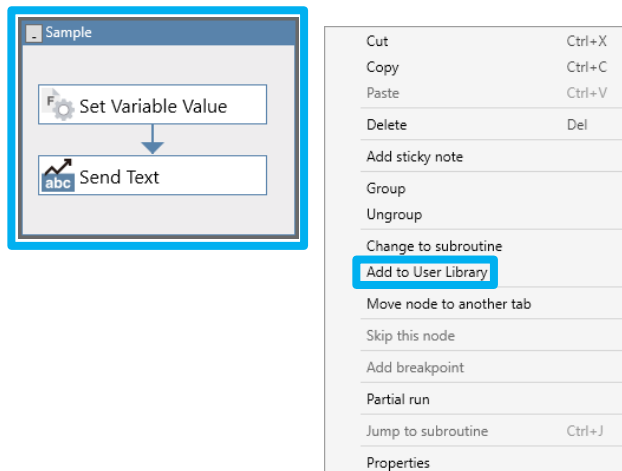 Sample
Set Variable Value
abc Send Text
Cut Ctrl+X
Copy Ctrl+C
Paste Ctrl+V
Delete Del
Add sticky note
Group
Ungroup
Change to subroutine
Add to User Library
Move node to another tab
Skip this node
Add breakpoint
Partial run
Jump to subroutine Ctrl+J
Properties